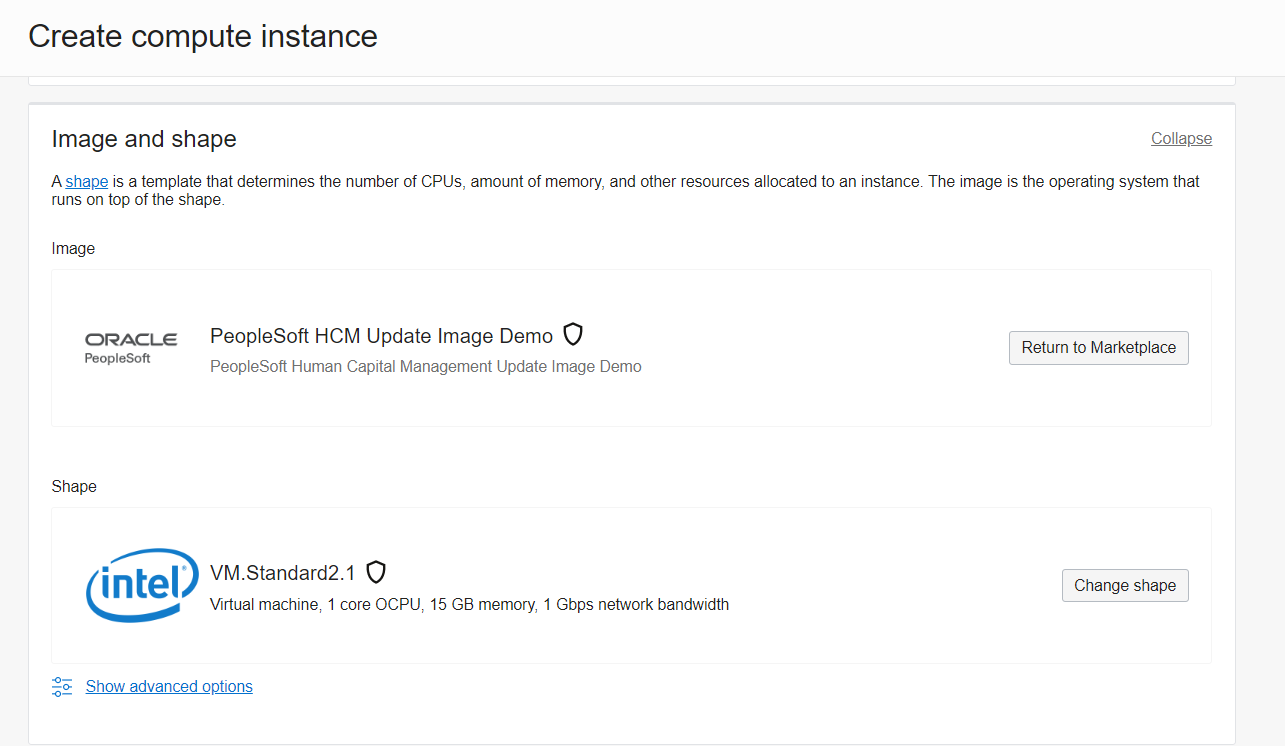 Create compute instance
Image and shape
Collapse
A shape is a template that determines the number of CPUs, amount of memory, and other resources allocated to an instance. The image is the operating system that
runs on top of the shape.
Image
ORACLE
PeopleSoft
PeopleSoft HCM Update Image Demo
PeopleSoft Human Capital Management Update Image Demo
Return to Marketplace
Shape
intel
VM.Standard2.1
Virtual machine, 1 core OCPU, 15 GB memory, 1 Gbps network bandwidth
Change shape
Show advanced options